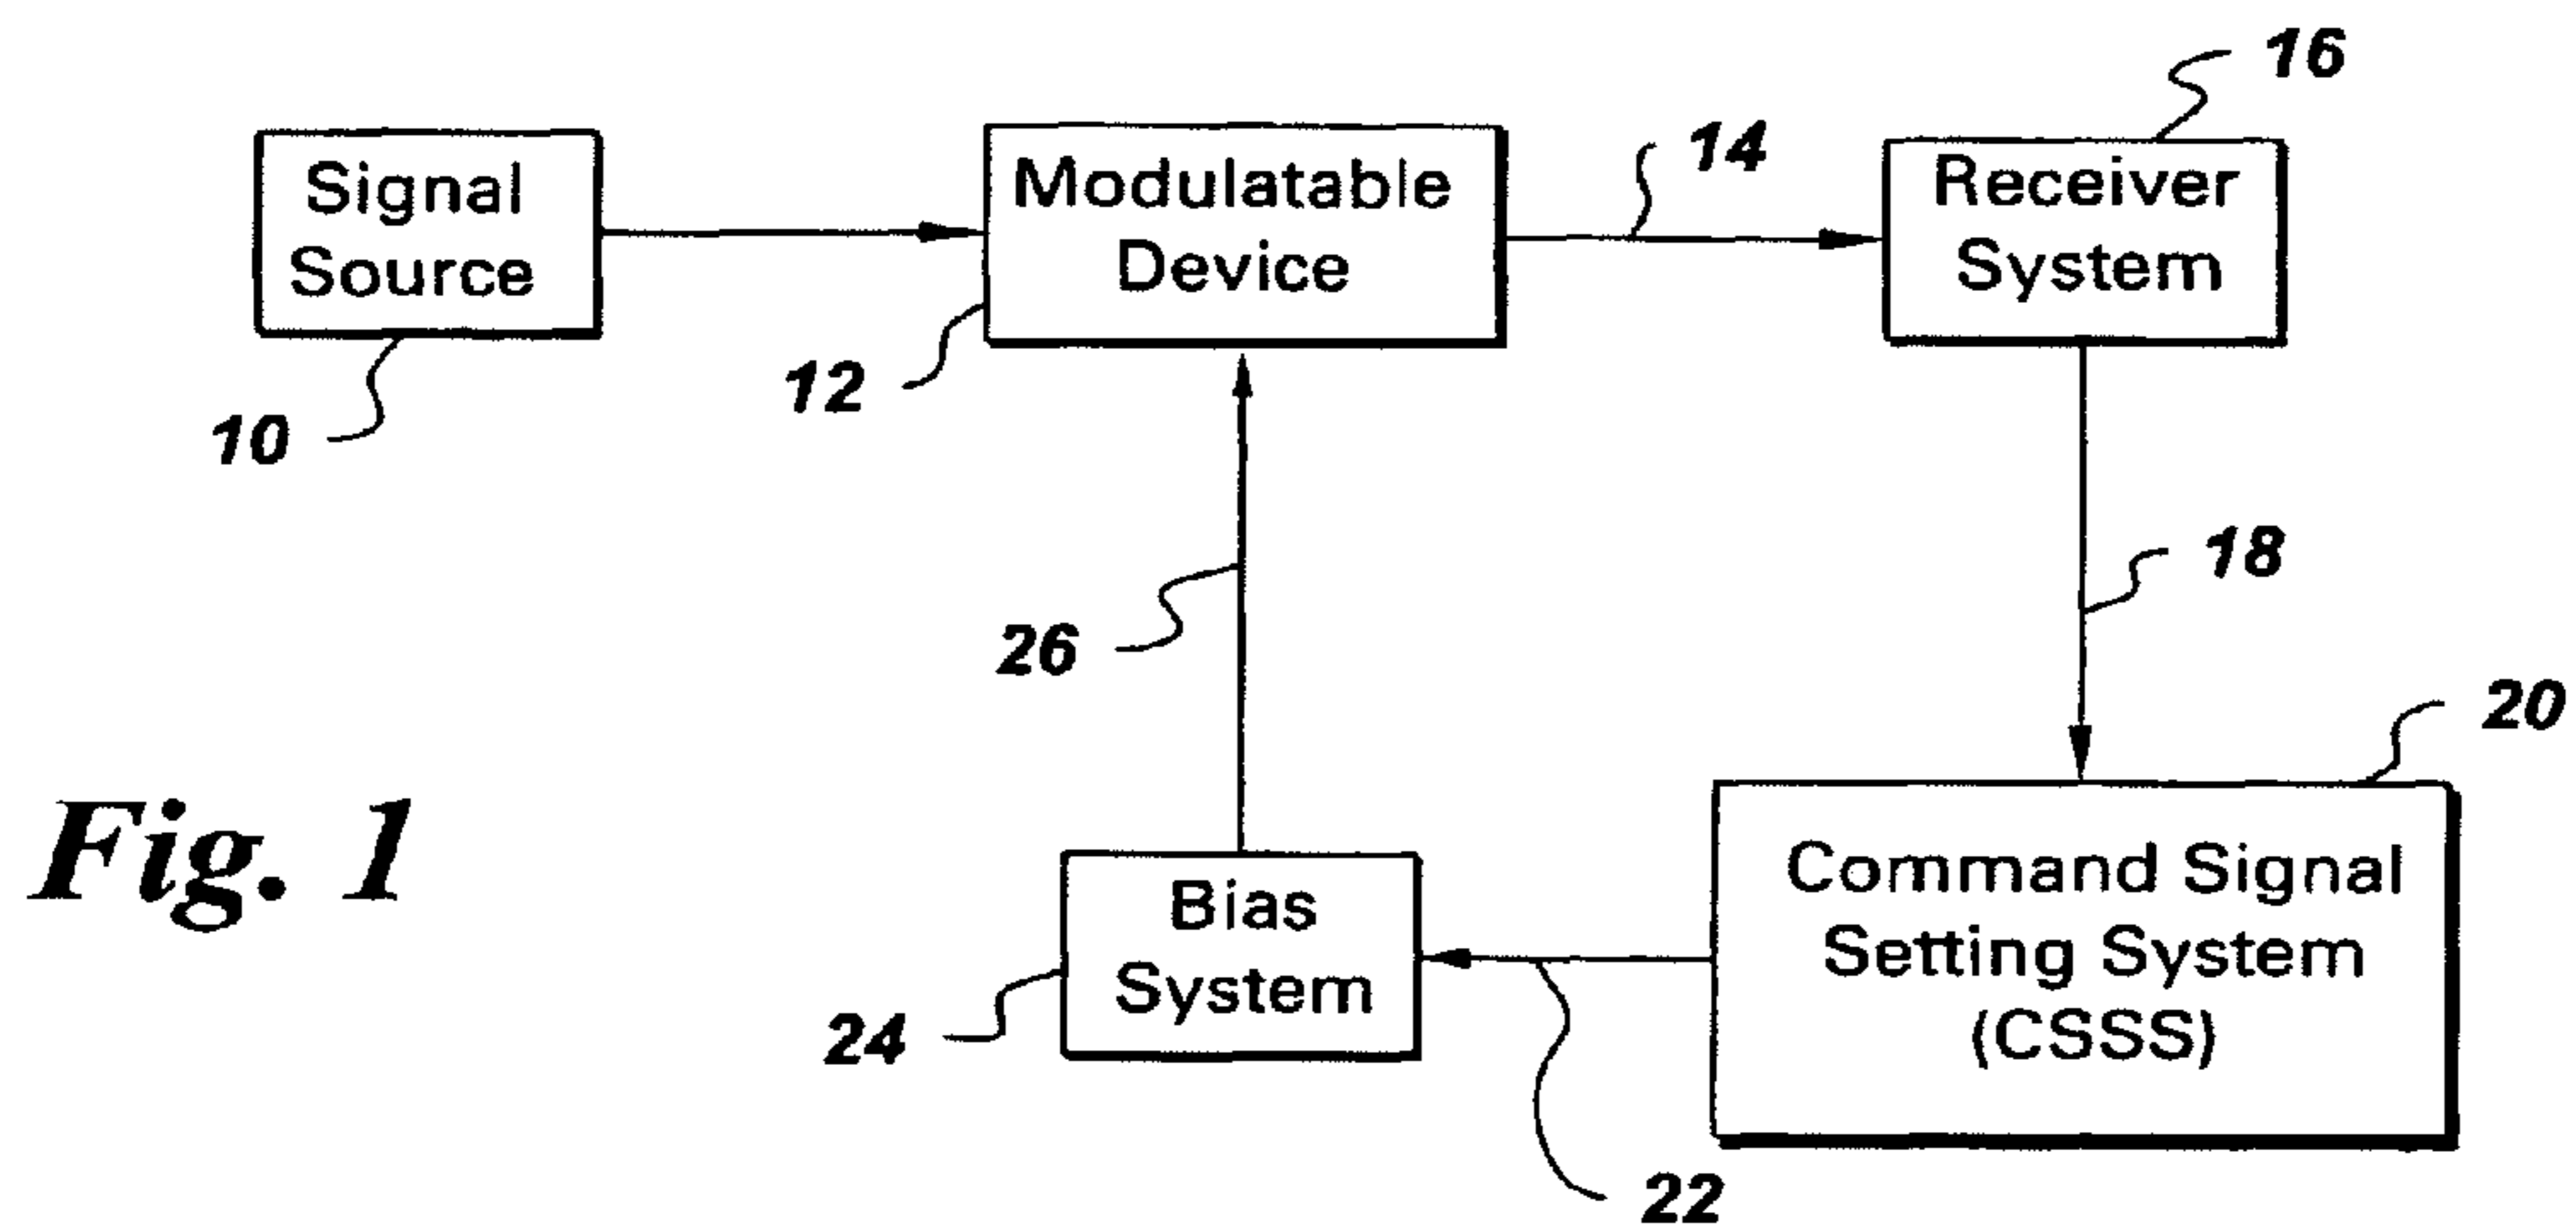 16
Signal
Source
Modulatable
Device
14
Receiver
System
12
10
18
26
20
Fig. 1
Bias
System
Command Signal
Setting System
(CSSS)
24
22